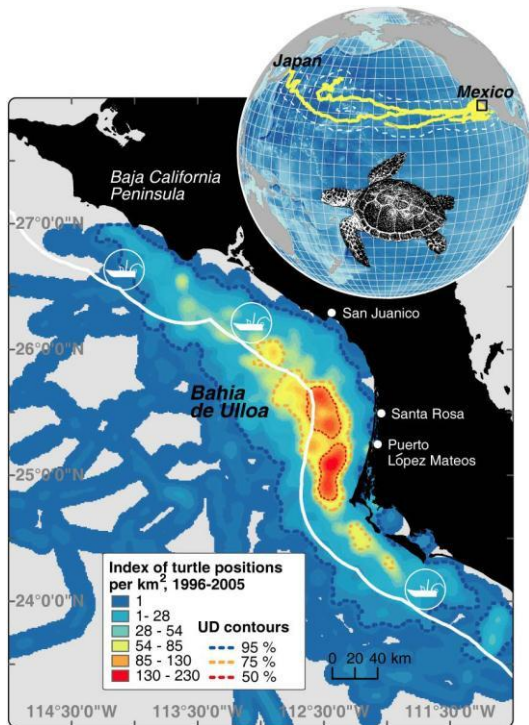 Japan
Mexico
Baja California
Peninsula
27°0'0"N
San Juanico
26°0'0"N
Bahia
de Ulloa
Santa Rosa
Puerto
López Mateos
25°0'0"N
Index of turtle positions
per km², 1996-2005
1
1- 28
28 - 54
54 - 85
85 - 130
130 - 230
UD contours
95 %
75 %
50 %
24°0'0"N
0 20 40 km
114°30'0"W
113°30'0"W
112°30'0"W
111°30'0"W